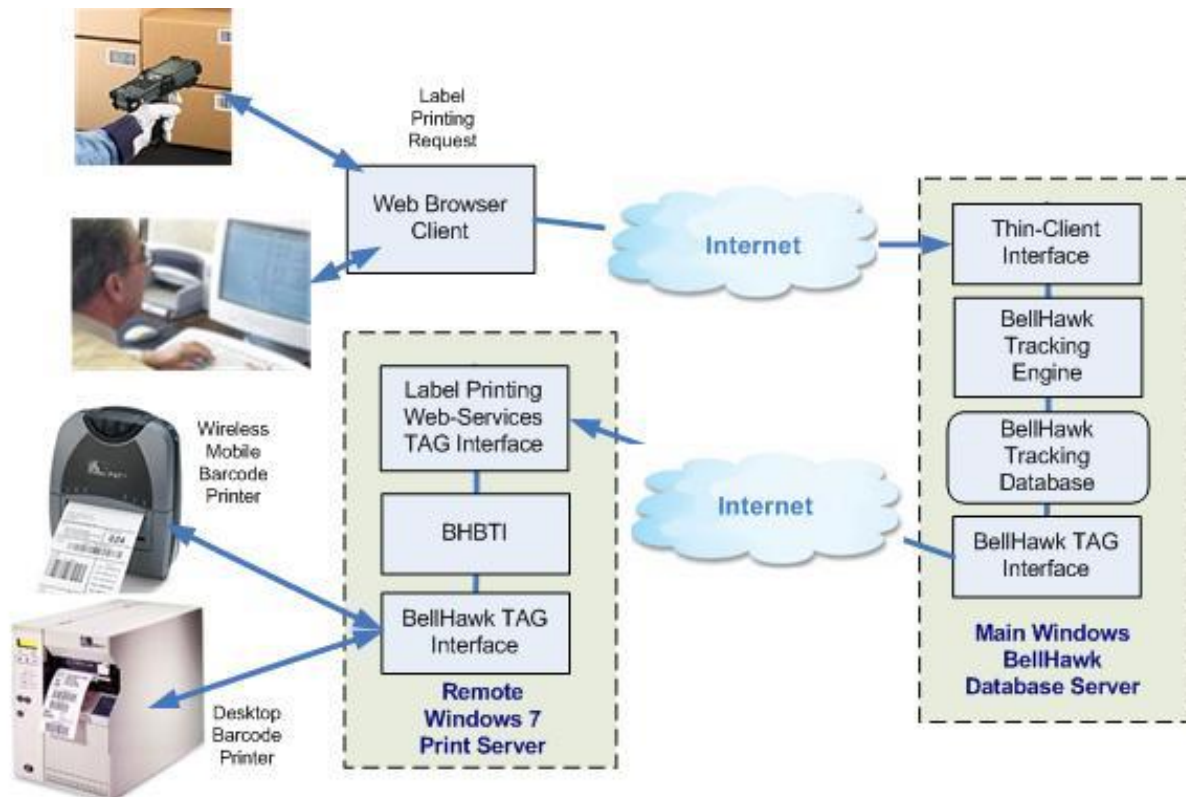 Label
Printing
Request
Web Browser
Client
Internet
Thin-Client
Interface
BellHawk
Tracking
Engine
BellHawk
Tracking
Database
BellHawk TAG
Interface
Main Windows
BellHawk
Database Server
Label Printing
Web-Services
TAG Interface
Internet
BHBTI
BellHawk TAG
Interface
Remote
Windows 7
Print Server
Wireless
Mobile
Barcode
Printer
Desktop
Barcode
Printer